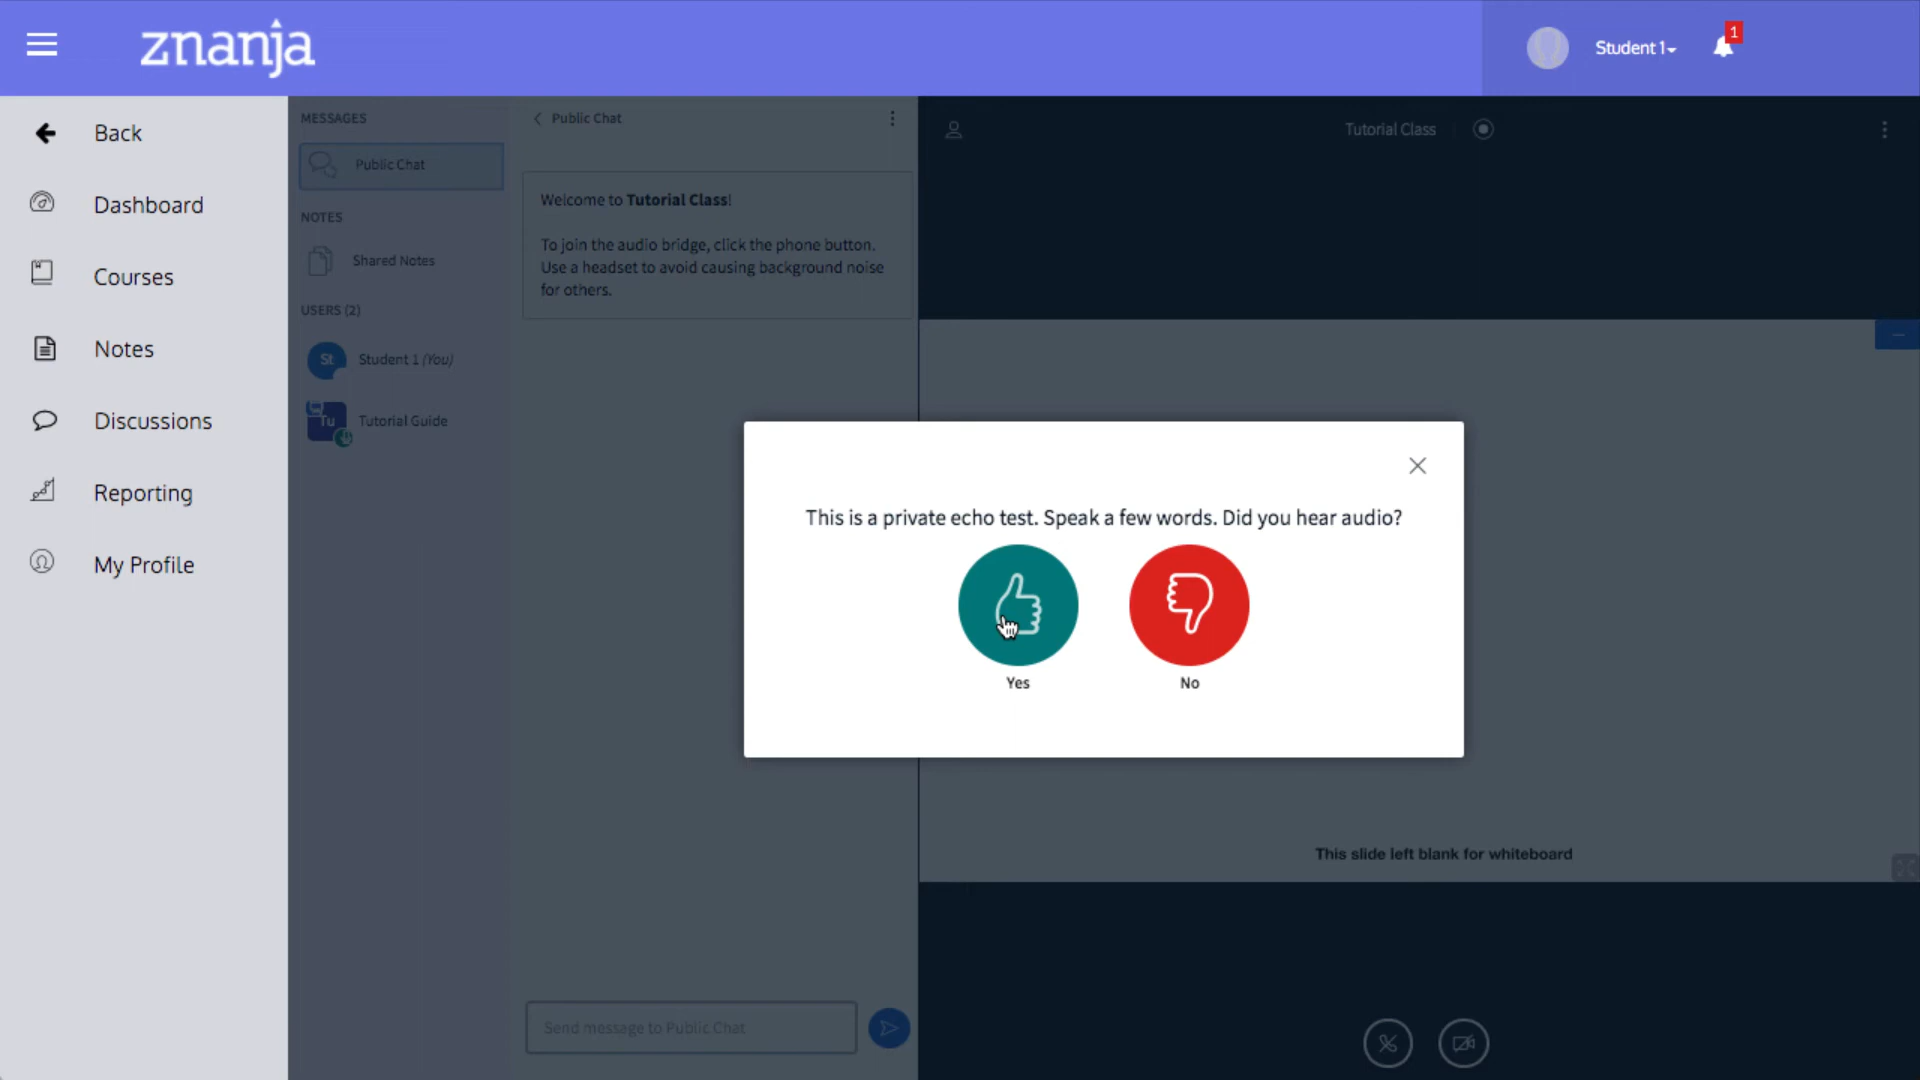 znanja
Student 1
1
Back
Dashboard
Courses
Notes
Discussions
Reporting
My Profile
MESSAGES
Public Chat
NOTES
Shared Notes
USERS (2)
St
Student 1 (You)
Tu
Tutorial Guide
Public Chat
Welcome to Tutorial Class!
To join the audio bridge, click the phone button.
Use a headset to avoid causing background noise
for others.
Send message to Public Chat
Tutorial Class
This is a private echo test. Speak a few words. Did you hear audio?
Yes
No
This slide left blank for whiteboard